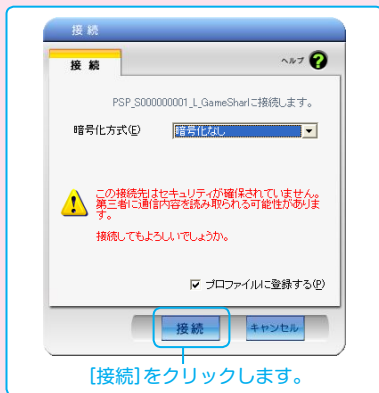 接続
接続
ヘルプ
PSP_S000000001_L_GameSharに接続します。
暗号化方式(E)
暗号化なし
この接続先はセキュリティが確保されていません。
第三者に通信内容を読み取られる可能性がありま
す。
接続してもよろしいでしょうか。
プロファイルに登録する(P)
接続
キャンセル
[接続]をクリックします。